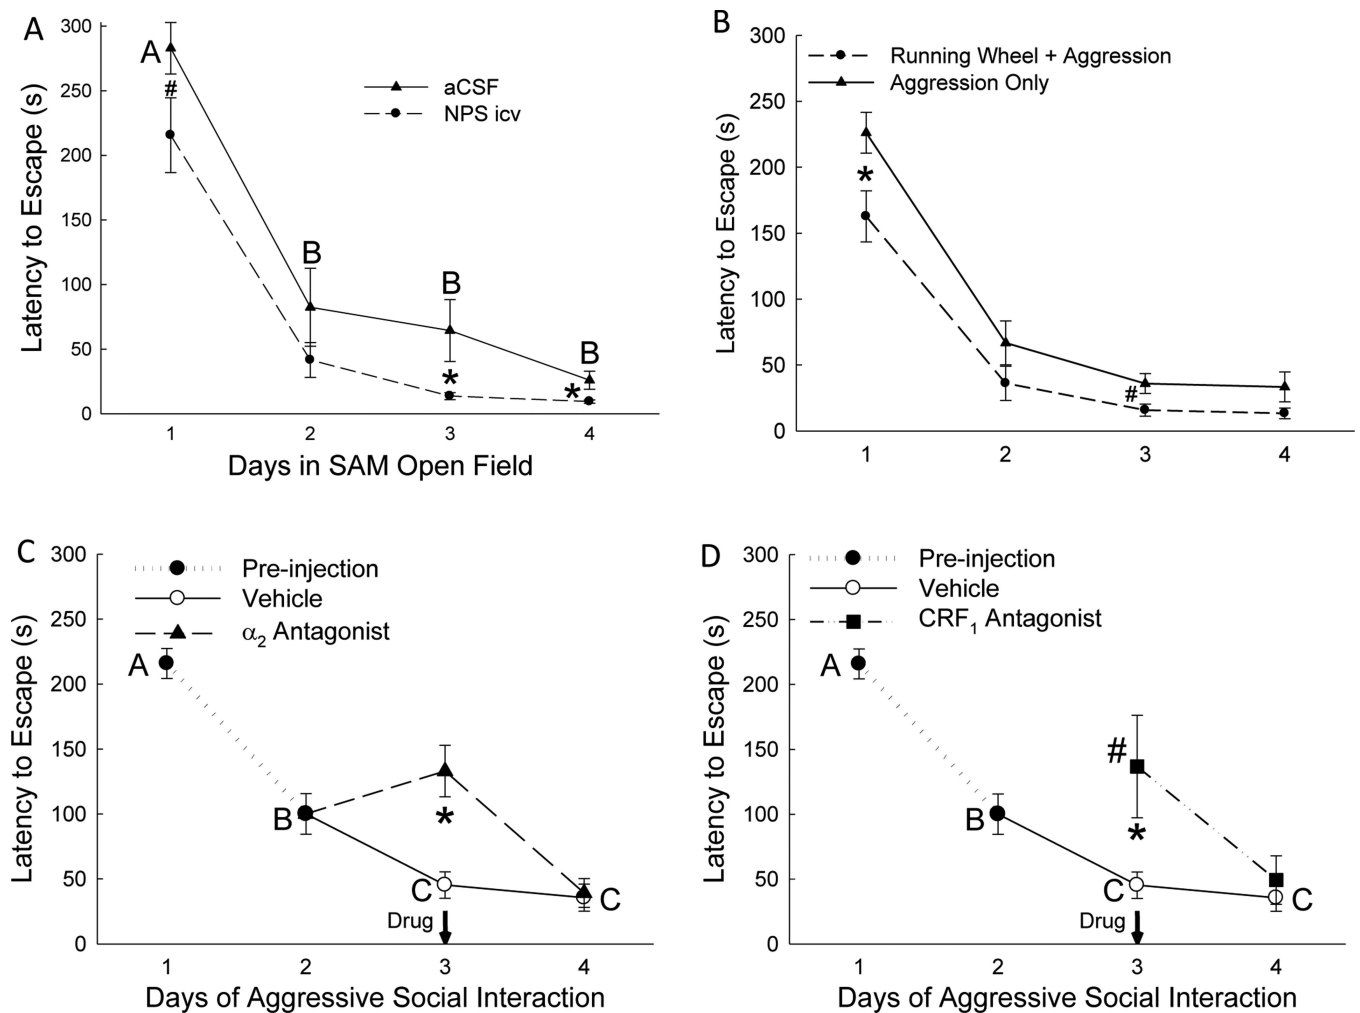 A
300
250
200
150
100
50
0
Latency to Escape (s)
aCSF
NPS icv
A
#
B
B
*
B
*
1 2 3 4
Days in SAM Open Field
B
300
250
200
150
100
50
0
Latency to Escape (s)
Running Wheel + Aggression
Aggression Only
*
#
1 2 3 4
C
300
250
200
150
100
50
0
Latency to Escape (s)
Pre-injection
Vehicle
α2 Antagonist
A
B
*
C
C
Drug
1 2 3 4
Days of Aggressive Social Interaction
D
300
250
200
150
100
50
0
Latency to Escape (s)
Pre-injection
Vehicle
CRF1 Antagonist
A
#
B
*
C
C
Drug
1 2 3 4
Days of Aggressive Social Interaction